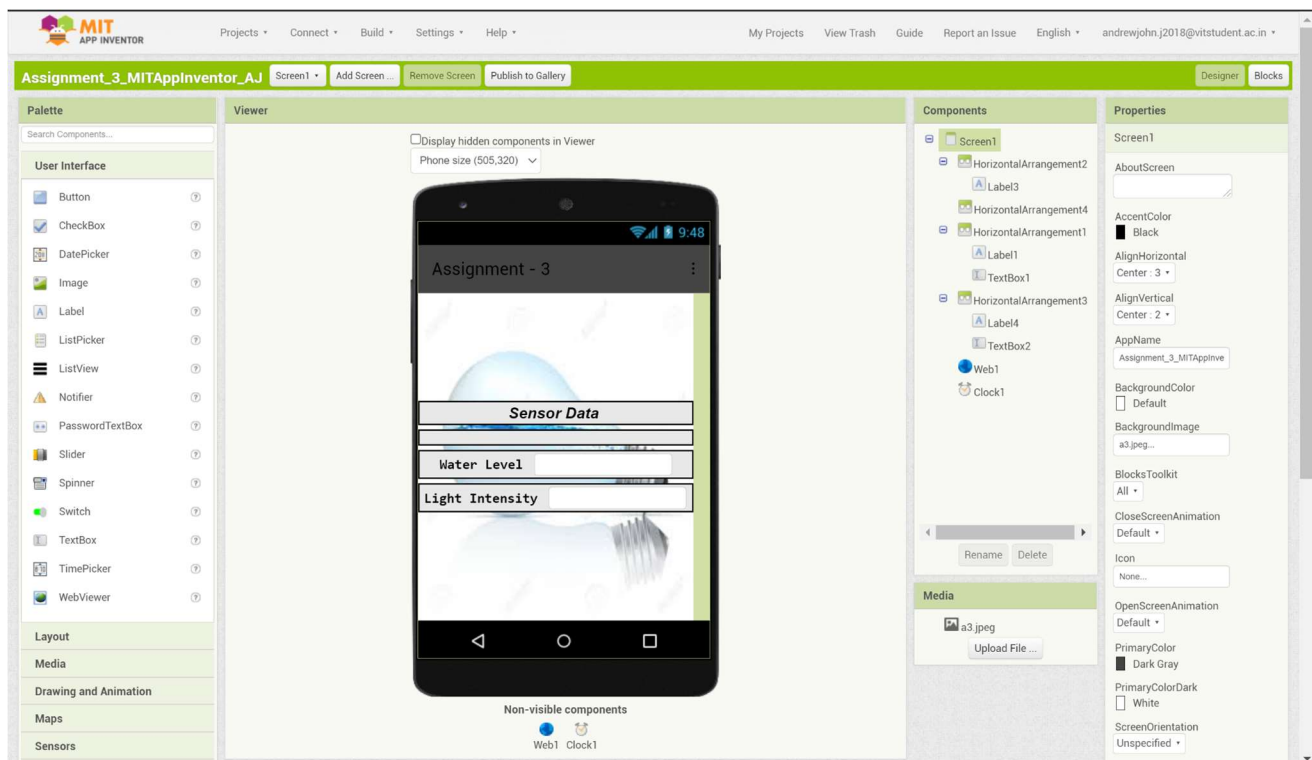 MIT
APP INVENTOR
Projects
Connect
Build
Settings
Help
My Projects
View Trash
Guide
Report an Issue
English
andrewjohn.j2018@vitstudent.ac.in
Assignment_3_MITAppInventor_AJ
Screen1
Add Screen ...
Remove Screen
Publish to Gallery
Designer
Blocks
Palette
Search Components...
User Interface
Button
CheckBox
DatePicker
Image
Label
ListPicker
ListView
Notifier
PasswordTextBox
Slider
Spinner
Switch
TextBox
TimePicker
WebViewer
Layout
Media
Drawing and Animation
Maps
Sensors
Viewer
Display hidden components in Viewer
Phone size (505,320)
9:48
Assignment - 3
Sensor Data
Water Level
Light Intensity
Non-visible components
Web1 Clock1
Components
Screen1
HorizontalArrangement2
Label3
HorizontalArrangement4
HorizontalArrangement1
Label1
TextBox1
HorizontalArrangement3
Label4
TextBox2
Web1
Clock1
Rename Delete
Media
a3.jpeg
Upload File ...
Properties
Screen1
AboutScreen
AccentColor
Black
AlignHorizontal
Center : 3
AlignVertical
Center : 2
AppName
Assignment_3_MITAppInve
BackgroundColor
Default
BackgroundImage
a3.jpeg...
BlocksToolkit
All
CloseScreenAnimation
Default
Icon
None...
OpenScreenAnimation
Default
PrimaryColor
Dark Gray
PrimaryColorDark
White
ScreenOrientation
Unspecified